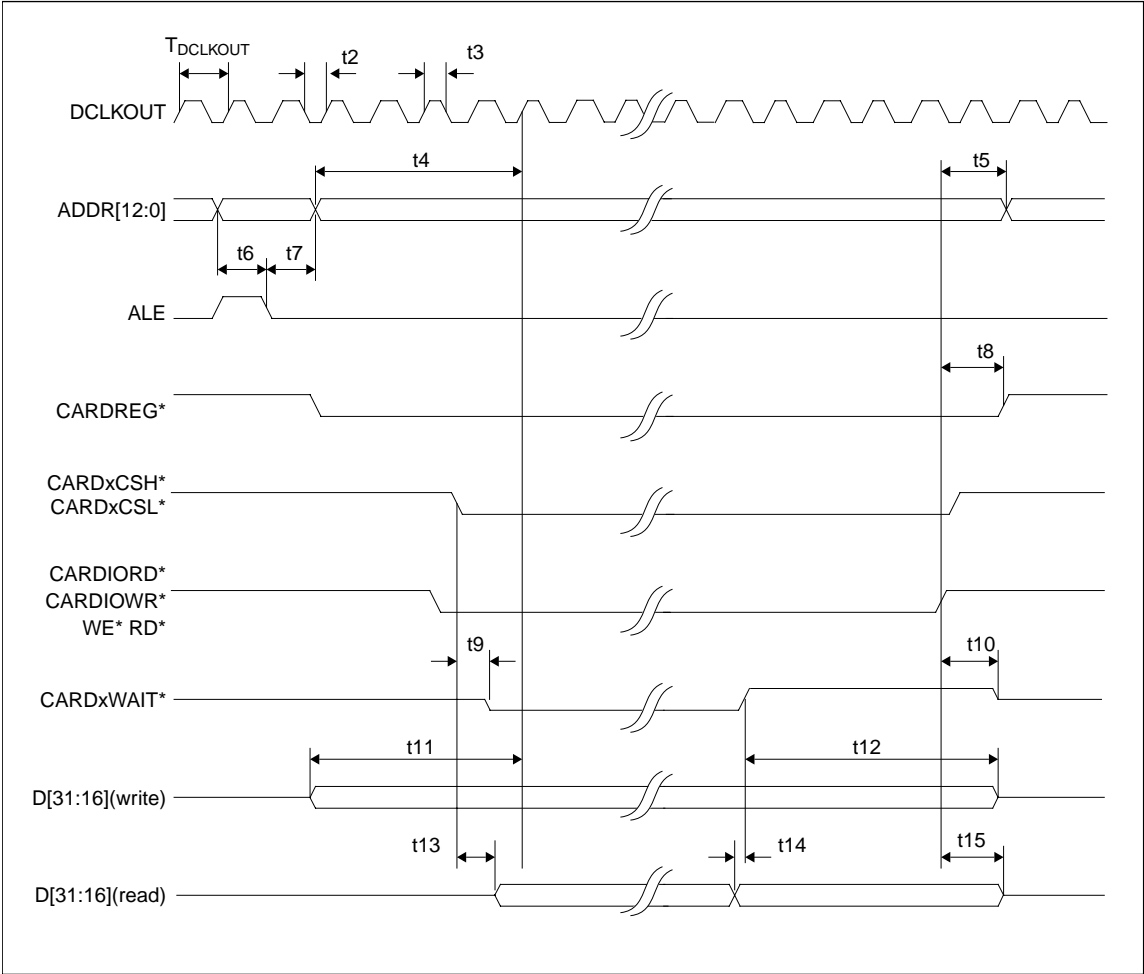 TDCLKOUT
t2
t3
DCLKOUT
t4
t5
ADDR[12:0]
t6
t7
ALE
t8
CARDREG*
CARDxCSH*
CARDxCSL*
CARDIORD*
CARDIOWR*
WE* RD*
t9
t10
CARDxWAIT*
t11
t12
D[31:16](write)
t13
t14
t15
D[31:16](read)